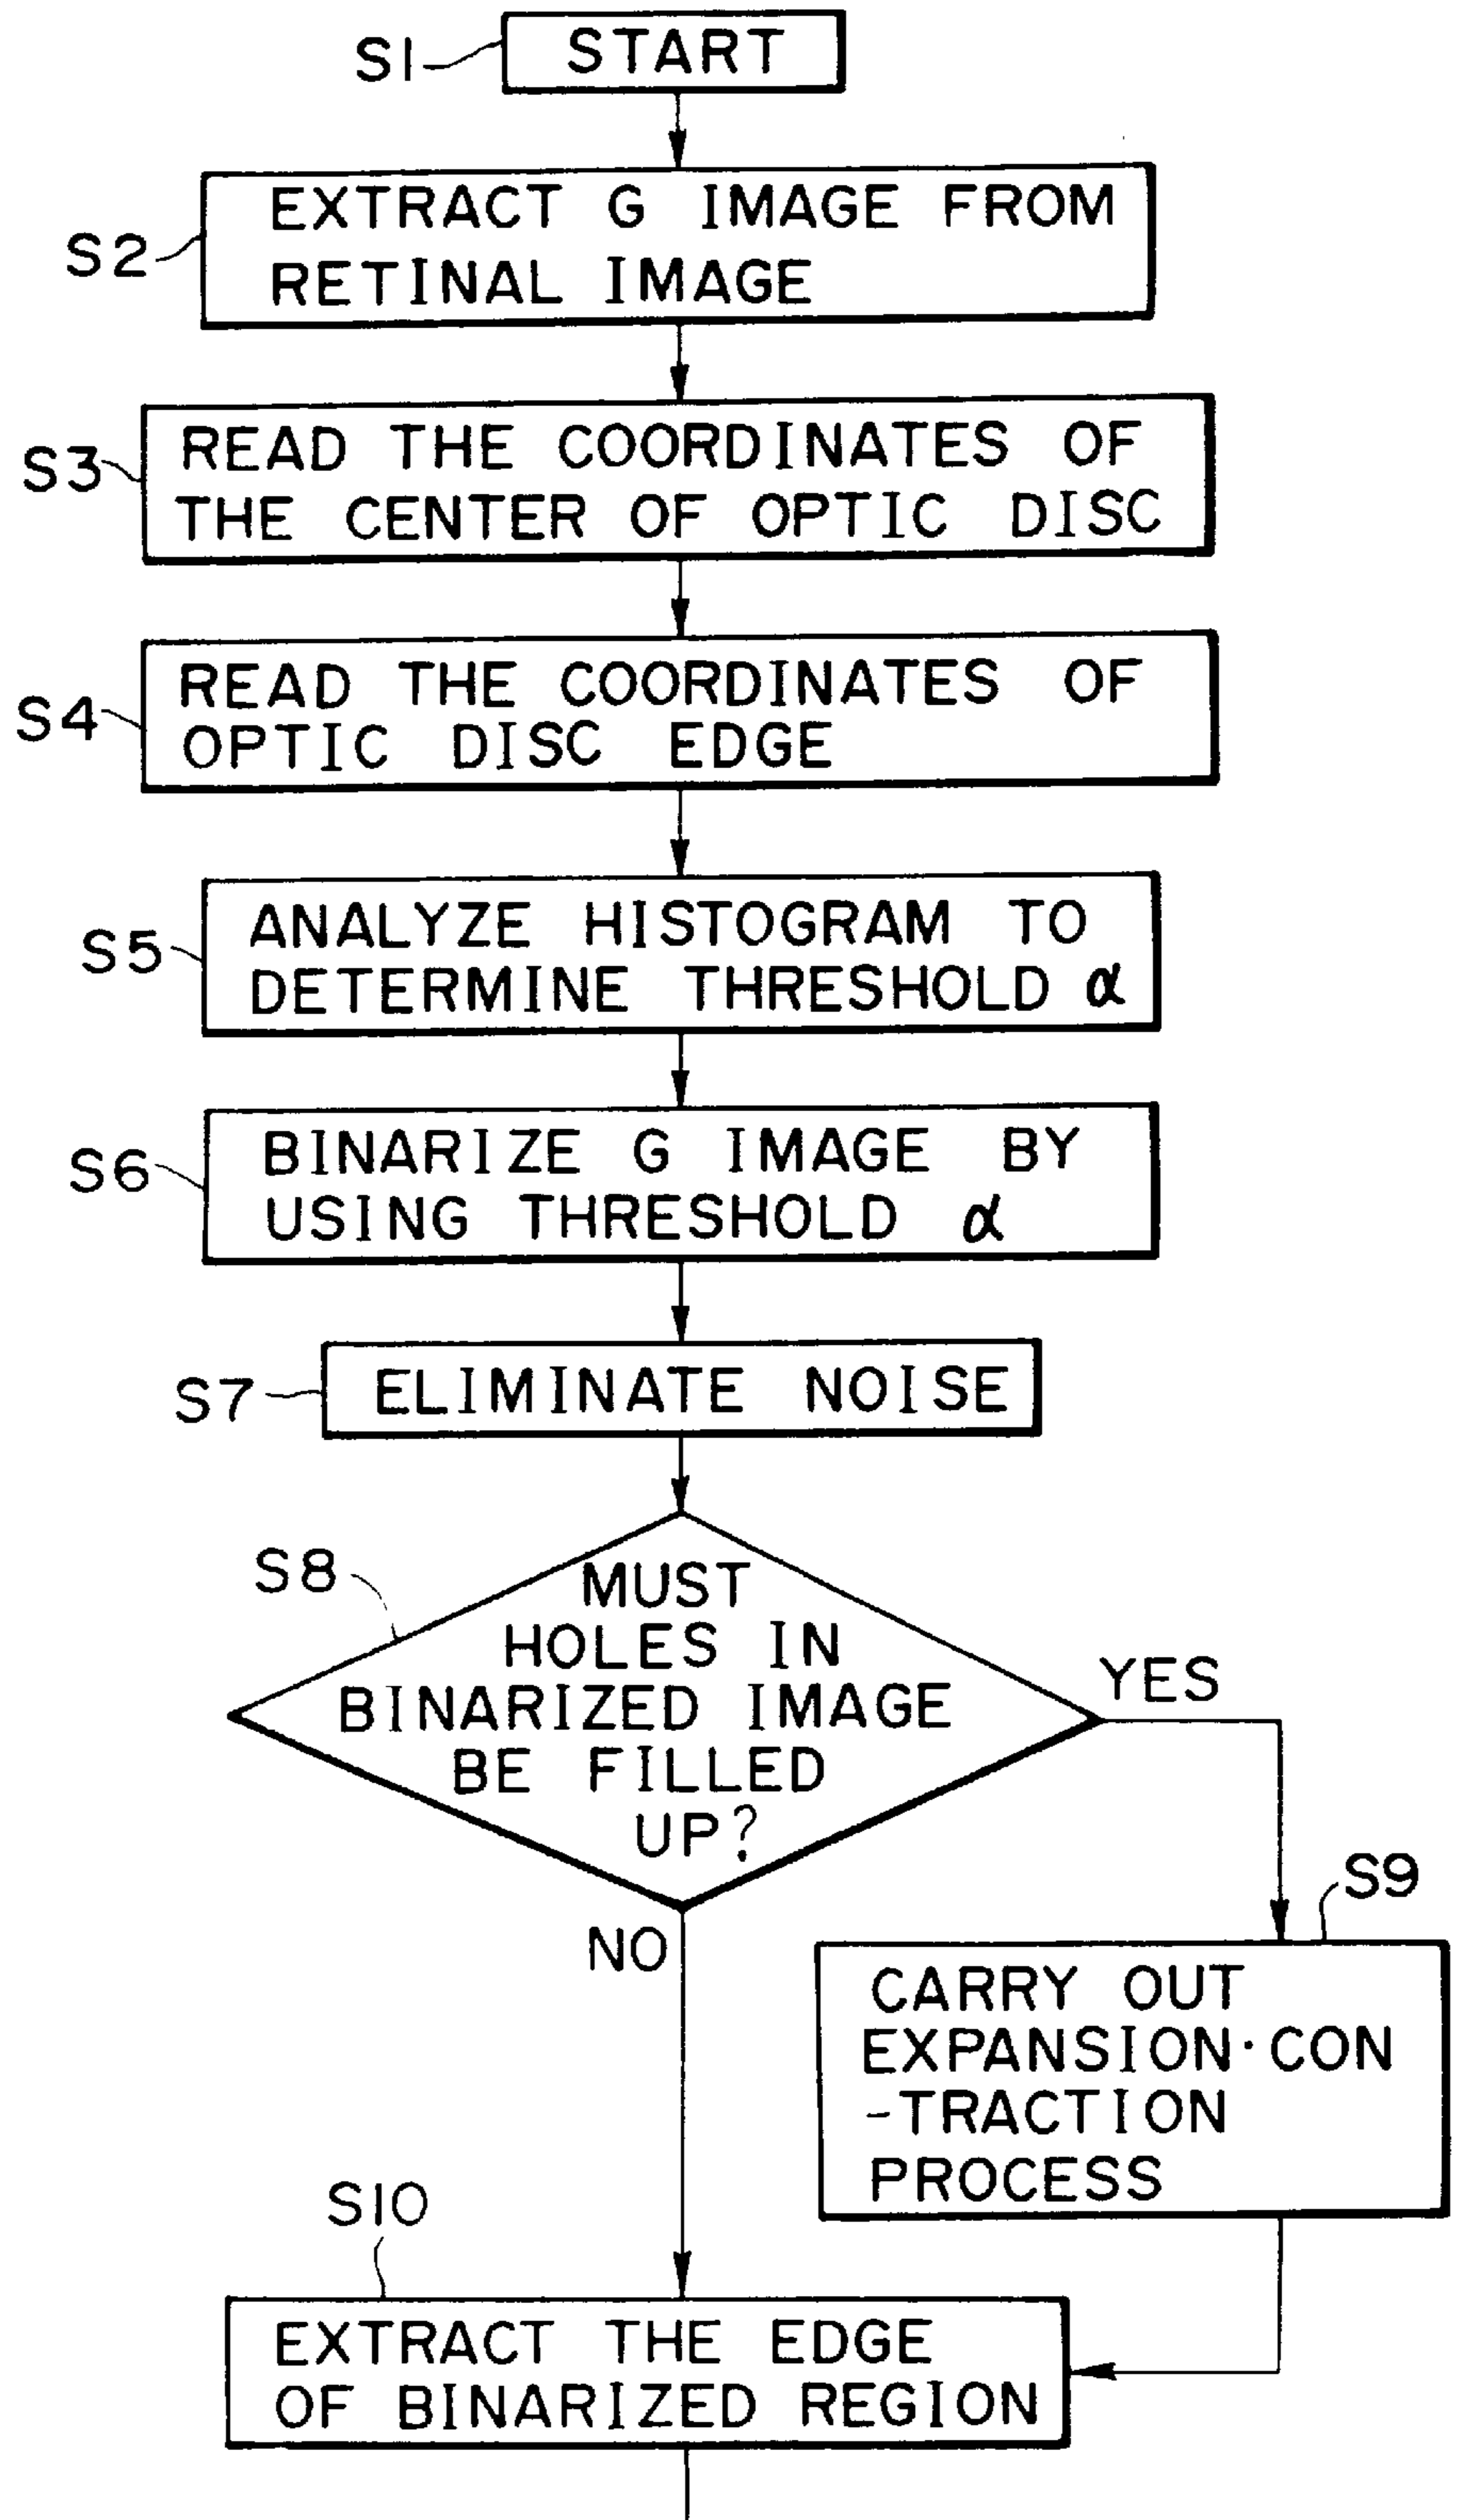 S1
START
S2
EXTRACT G IMAGE FROM
RETINAL IMAGE
S3
READ THE COORDINATES OF
THE CENTER OF OPTIC DISC
S4
READ THE COORDINATES OF
OPTIC DISC EDGE
S5
ANALYZE HISTOGRAM TO
DETERMINE THRESHOLD α
S6
BINARIZE G IMAGE BY
USING THRESHOLD α
S7
ELIMINATE NOISE
S8
MUST
HOLES IN
BINARIZED IMAGE
BE FILLED
UP?
YES
NO
S9
CARRY OUT
EXPANSION·CON
-TRACTION
PROCESS
S10
EXTRACT THE EDGE
OF BINARIZED REGION